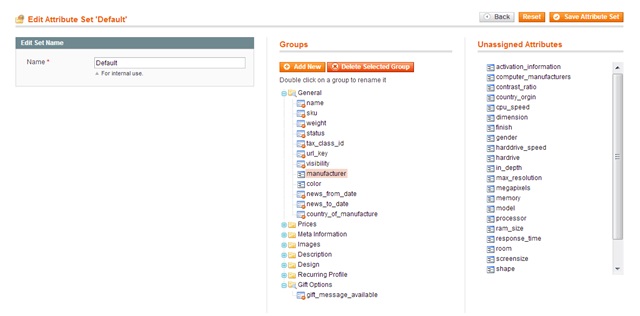 Edit Attribute Set 'Default'
Back
Reset
Save Attribute Set
Edit Set Name
Name *
Default
For internal use.
Groups
Add New
Delete Selected Group
Double click on a group to rename it
General
name
sku
weight
status
tax_class_id
url_key
visibility
manufacturer
color
news_from_date
news_to_date
country_of_manufacture
Prices
Meta Information
Images
Description
Design
Recurring Profile
Gift Options
gift_message_available
Unassigned Attributes
activation_information
computer_manufacturers
contrast_ratio
country_orgin
cpu_speed
dimension
finish
gender
harddrive_speed
hardrive
in_depth
max_resolution
megapixels
memory
model
processor
ram_size
response_time
room
screensize
shape